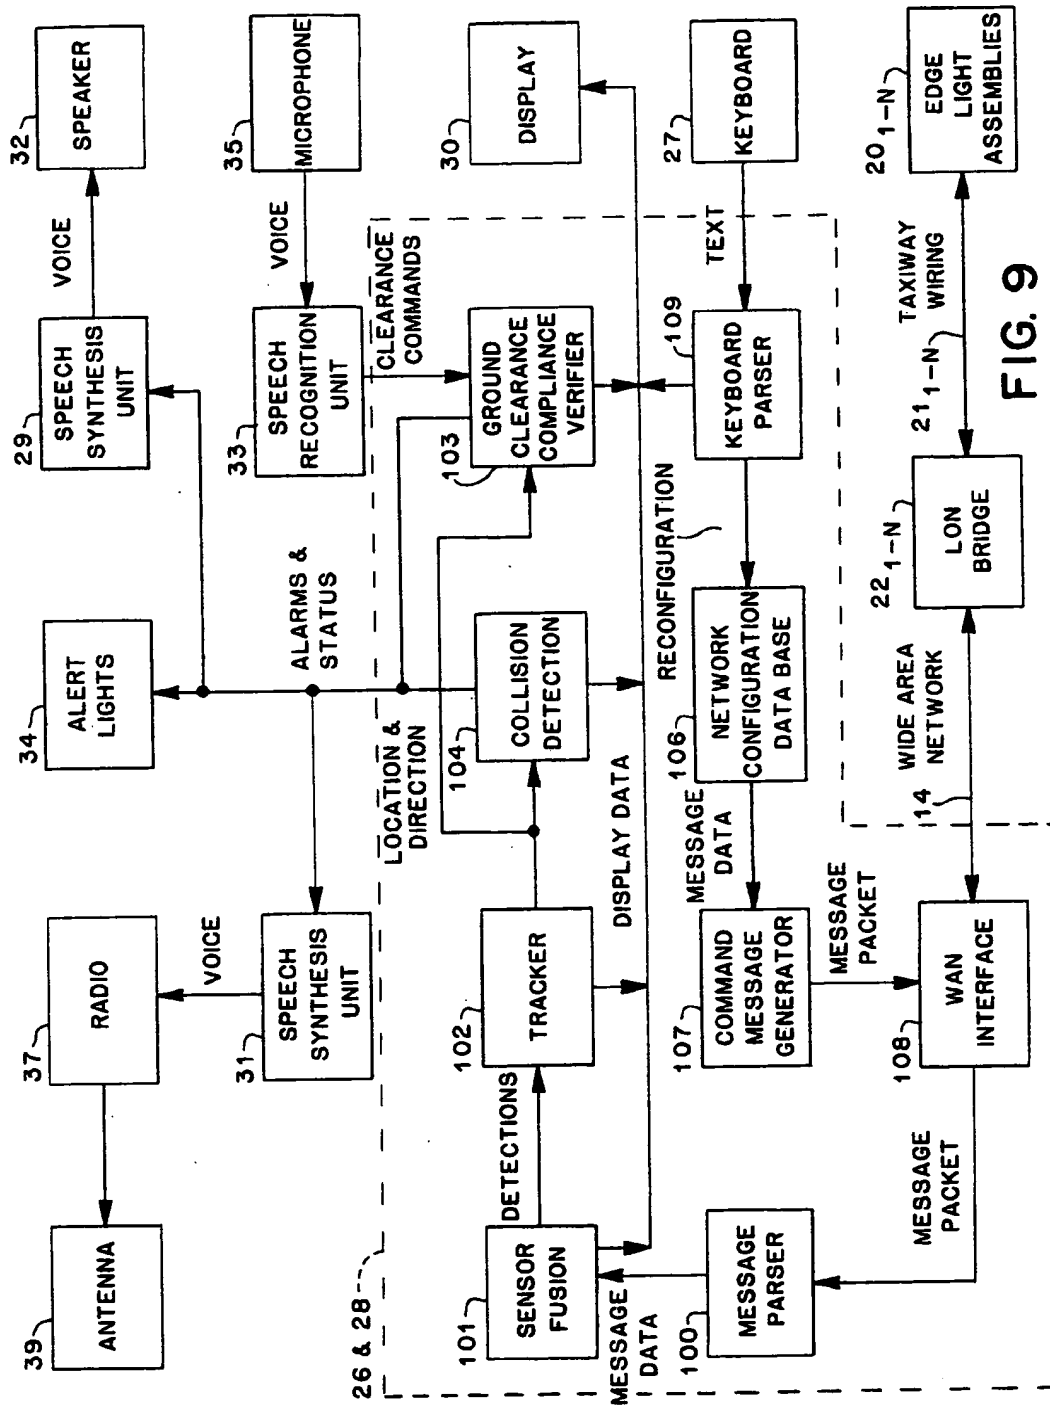 39
ANTENNA
37
RADIO
VOICE
31
SPEECH
SYNTHESIS
UNIT
34
ALERT
LIGHTS
ALARMS &
STATUS
29
SPEECH
SYNTHESIS
UNIT
VOICE
32
SPEAKER
33
SPEECH
RECOGNITION
UNIT
VOICE
35
MICROPHONE
CLEARANCE
COMMANDS
26 & 28
LOCATION &
DIRECTION
101
SENSOR
FUSION
DETECTIONS
102
TRACKER
104
COLLISION
DETECTION
103
GROUND
CLEARANCE
COMPLIANCE
VERIFIER
30
DISPLAY
DISPLAY DATA
MESSAGE
DATA
100
MESSAGE
PARSER
107
COMMAND
MESSAGE
GENERATOR
MESSAGE
DATA
106
NETWORK
CONFIGURATION
DATA BASE
RECONFIGURATION
109
KEYBOARD
PARSER
TEXT
27
KEYBOARD
MESSAGE
PACKET
MESSAGE
PACKET
108
WAN
INTERFACE
14
WIDE AREA
NETWORK
22 1-N
LON
BRIDGE
21 1-N
TAXIWAY
WIRING
20 1-N
EDGE
LIGHT
ASSEMBLIES
FIG. 9